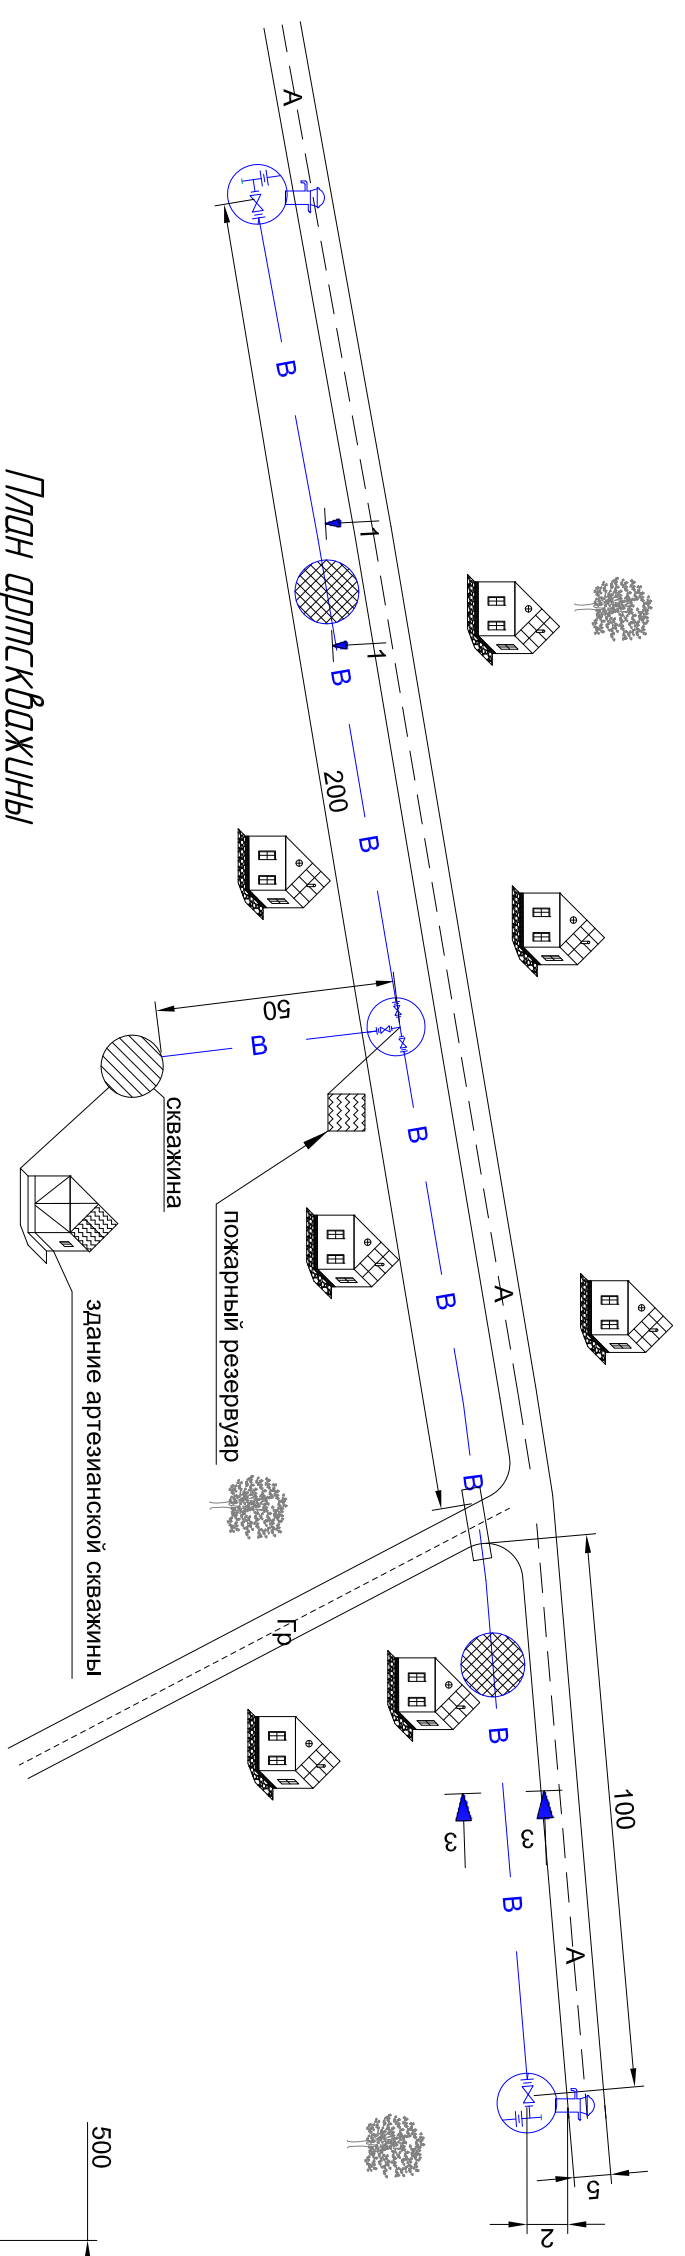 А
В
1
1
В
200
В
50
В
скважина
пожарный резервуар
здание артезианской скважины
В
В
А
В
Гр
В
3
3
100
В
А
5
2
План артскважины
500